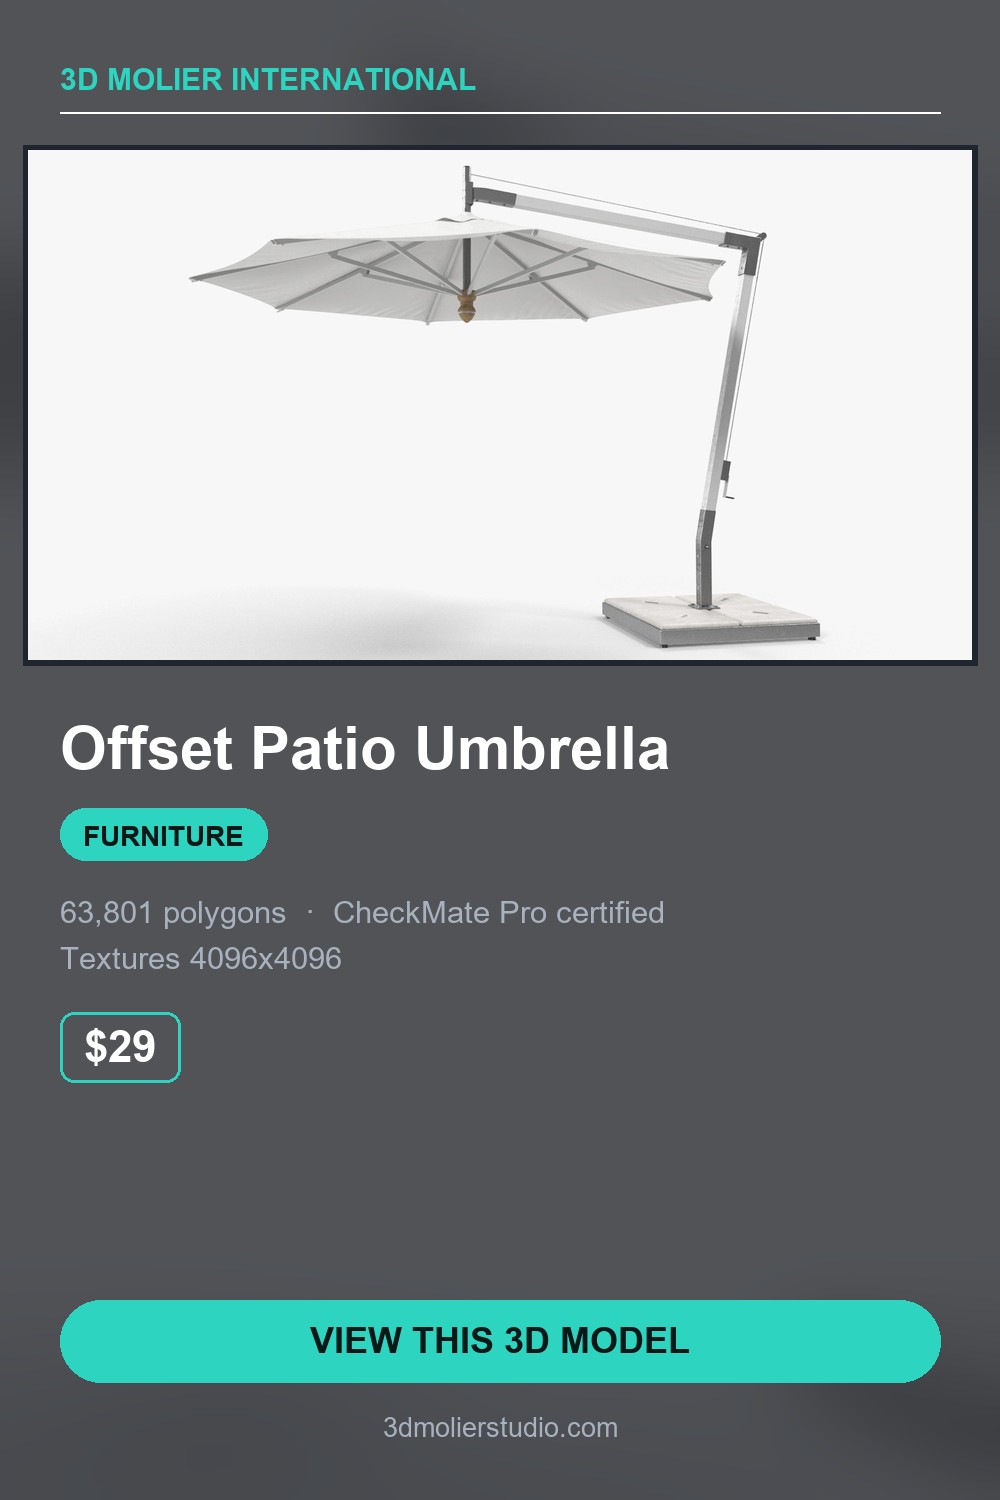 3D MOLIER INTERNATIONAL
Offset Patio Umbrella
FURNITURE
63,801 polygons · CheckMate Pro certified
Textures 4096x4096
$29
VIEW THIS 3D MODEL
3dmolierstudio.com